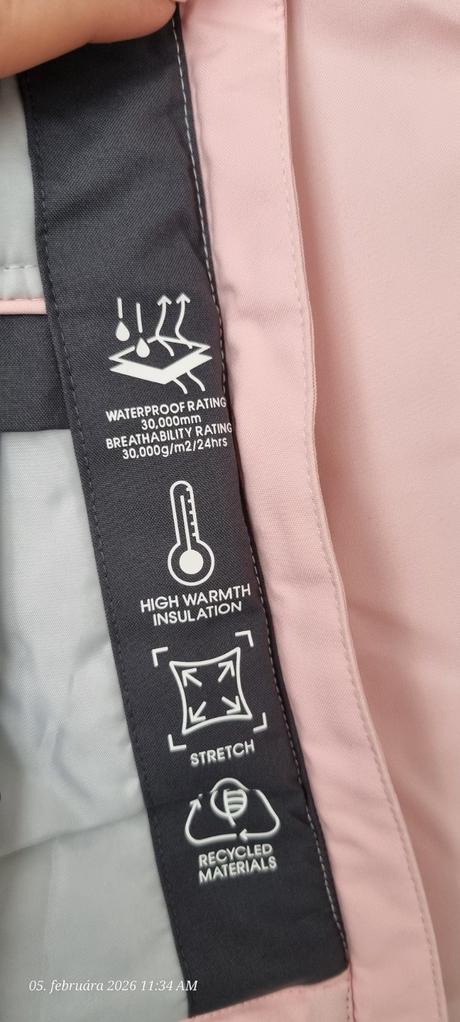 WATERPROOF RATING
30,000mm
BREATHABILITY RATING
30,000g/m2/24hrs
HIGH WARMTH
INSULATION
STRETCH
RECYCLED
MATERIALS
05. februára 2026 11:34 AM